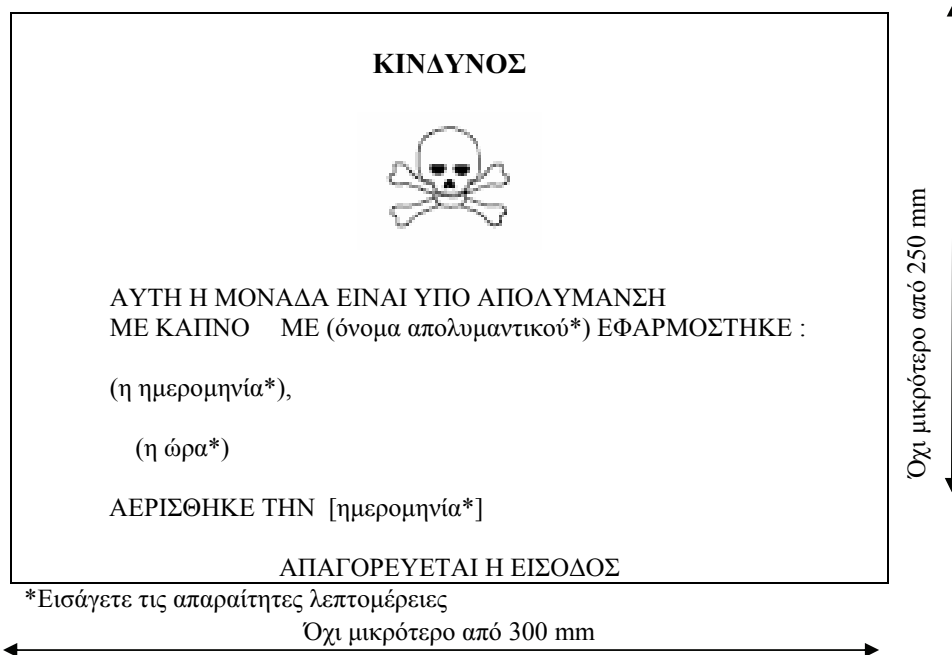 ΚΙΝΔΥΝΟΣ
ΑΥΤΗ Η ΜΟΝΑΔΑ ΕΙΝΑΙ ΥΠΟ ΑΠΟΛΥΜΑΝΣΗ
ΜΕ ΚΑΠΝΟ ΜΕ (όνομα απολυμαντικού*) ΕΦΑΡΜΟΣΤΗΚΕ :
(η ημερομηνία*),
(η ώρα*)
ΑΕΡΙΣΘΗΚΕ ΤΗΝ [ημερομηνία*]
ΑΠΑΓΟΡΕΥΕΤΑΙ Η ΕΙΣΟΔΟΣ
*Εισάγετε τις απαραίτητες λεπτομέρειες
Όχι μικρότερο από 300 mm
Όχι μικρότερο από 250 mm